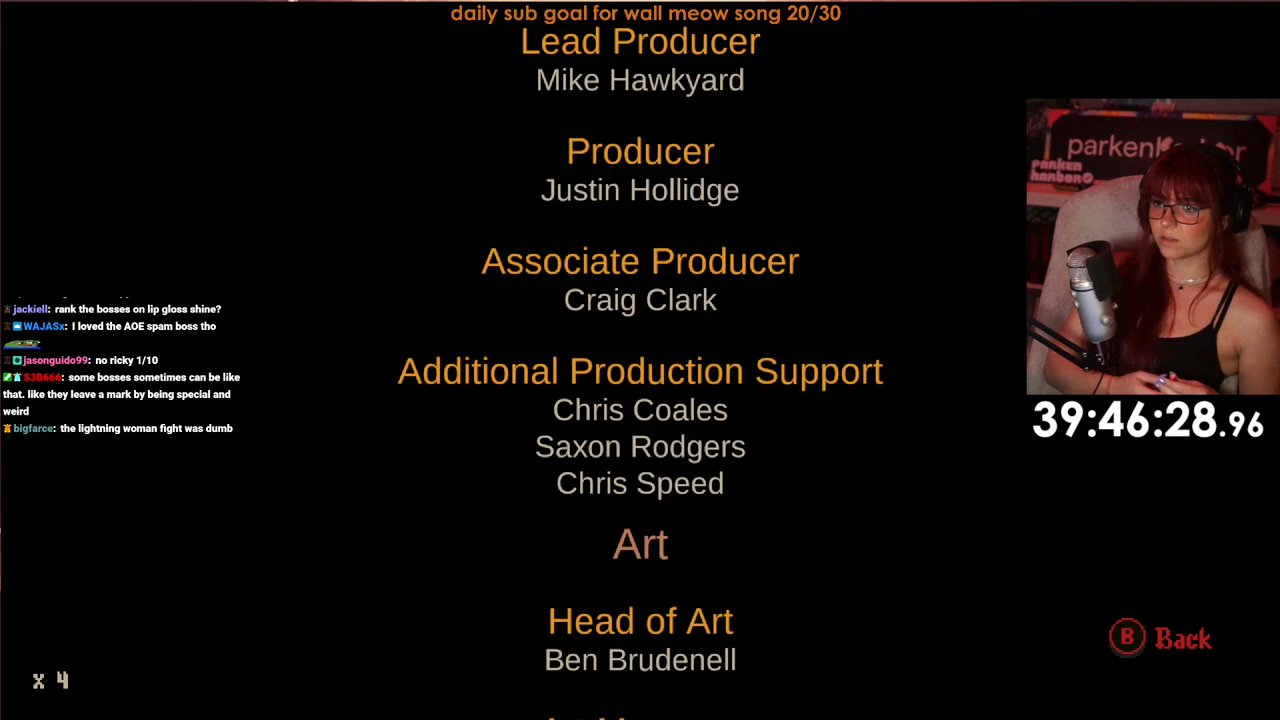 daily sub goal for wall meow song 20/30
Lead Producer
Mike Hawkyard
Producer
Justin Hollidge
Associate Producer
Craig Clark
Additional Production Support
Chris Coales
Saxon Rodgers
Chris Speed
Art
Head of Art
Ben Brudenell
jackiell: rank the bosses on lip gloss shine?
WAJASx: I loved the AOE spam boss tho
jasonguido99: no ricky 1/10
S3B666: some bosses sometimes can be like
that. like they leave a mark by being special and
weird
bigfarce: the lightning woman fight was dumb
parken
parken
harbor
39:46:28.96
B Back
x 4